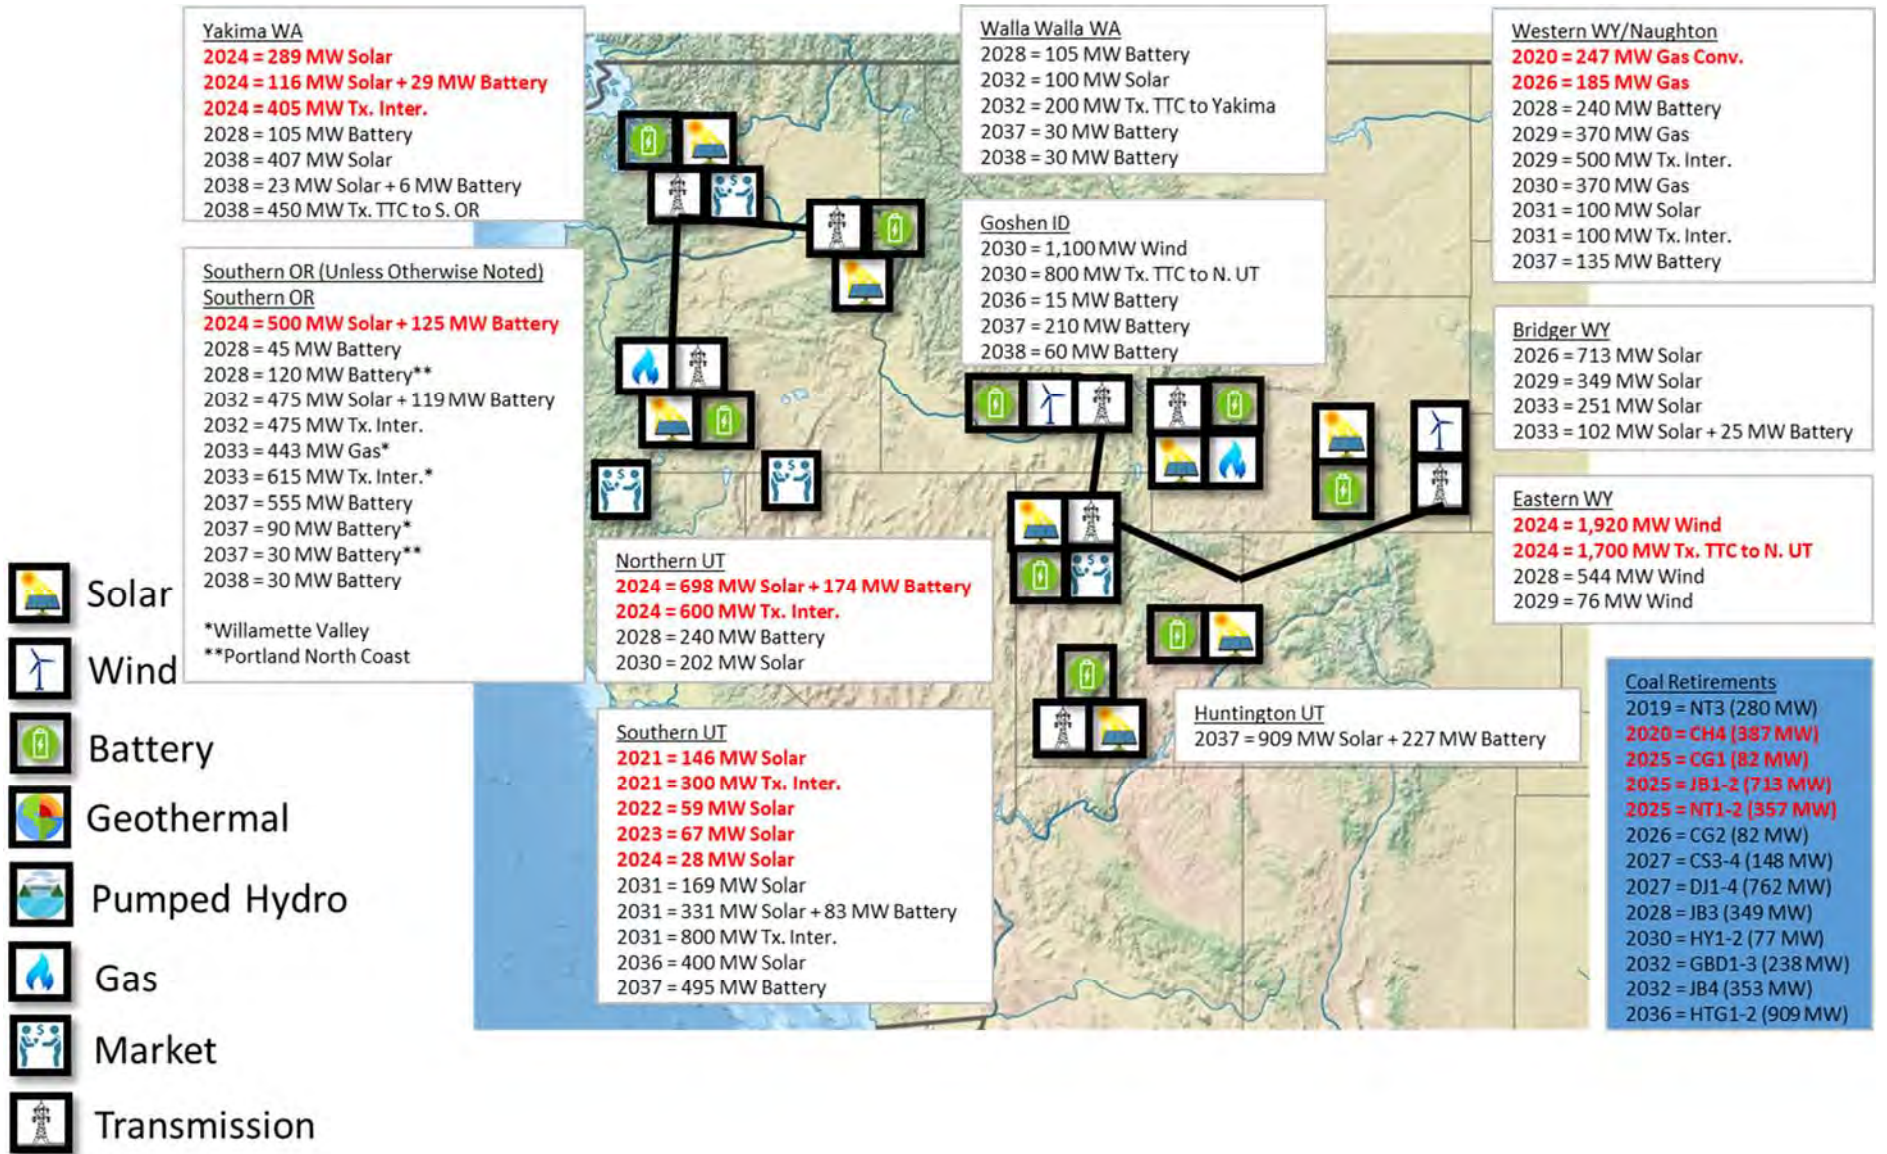 Yakima WA
2024 = 289 MW Solar
2024 = 116 MW Solar + 29 MW Battery
2024 = 405 MW Tx. Inter.
2028 = 105 MW Battery
2038 = 407 MW Solar
2038 = 23 MW Solar + 6 MW Battery
2038 = 450 MW Tx. TTC to S. OR
Southern OR (Unless Otherwise Noted)
Southern OR
2024 = 500 MW Solar + 125 MW Battery
2028 = 45 MW Battery
2028 = 120 MW Battery**
2032 = 475 MW Solar + 119 MW Battery
2032 = 475 MW Tx. Inter.
2033 = 443 MW Gas*
2033 = 615 MW Tx. Inter.*
2037 = 555 MW Battery
2037 = 90 MW Battery*
2037 = 30 MW Battery**
2038 = 30 MW Battery
*Willamette Valley
**Portland North Coast
Walla Walla WA
2028 = 105 MW Battery
2032 = 100 MW Solar
2032 = 200 MW Tx. TTC to Yakima
2037 = 30 MW Battery
2038 = 30 MW Battery
Goshen ID
2030 = 1,100 MW Wind
2030 = 800 MW Tx. TTC to N. UT
2036 = 15 MW Battery
2037 = 210 MW Battery
2038 = 60 MW Battery
Western WY/Naughton
2020 = 247 MW Gas Conv.
2026 = 185 MW Gas
2028 = 240 MW Battery
2029 = 370 MW Gas
2029 = 500 MW Tx. Inter.
2030 = 370 MW Gas
2031 = 100 MW Solar
2031 = 100 MW Tx. Inter.
2037 = 135 MW Battery
Bridger WY
2026 = 713 MW Solar
2029 = 349 MW Solar
2033 = 251 MW Solar
2033 = 102 MW Solar + 25 MW Battery
Eastern WY
2024 = 1,920 MW Wind
2024 = 1,700 MW Tx. TTC to N. UT
2028 = 544 MW Wind
2029 = 76 MW Wind
Northern UT
2024 = 698 MW Solar + 174 MW Battery
2024 = 600 MW Tx. Inter.
2028 = 240 MW Battery
2030 = 202 MW Solar
Southern UT
2021 = 146 MW Solar
2021 = 300 MW Tx. Inter.
2022 = 59 MW Solar
2023 = 67 MW Solar
2024 = 28 MW Solar
2031 = 169 MW Solar
2031 = 331 MW Solar + 83 MW Battery
2031 = 800 MW Tx. Inter.
2036 = 400 MW Solar
2037 = 495 MW Battery
Huntington UT
2037 = 909 MW Solar + 227 MW Battery
Coal Retirements
2019 = NT3 (280 MW)
2020 = CH4 (387 MW)
2025 = CG1 (82 MW)
2025 = JB1-2 (713 MW)
2025 = NT1-2 (357 MW)
2026 = CG2 (82 MW)
2027 = CS3-4 (148 MW)
2027 = DJ1-4 (762 MW)
2028 = JB3 (349 MW)
2030 = HY1-2 (77 MW)
2032 = GBD1-3 (238 MW)
2032 = JB4 (353 MW)
2036 = HTG1-2 (909 MW)
Solar
Wind
Battery
Geothermal
Pumped Hydro
Gas
Market
Transmission